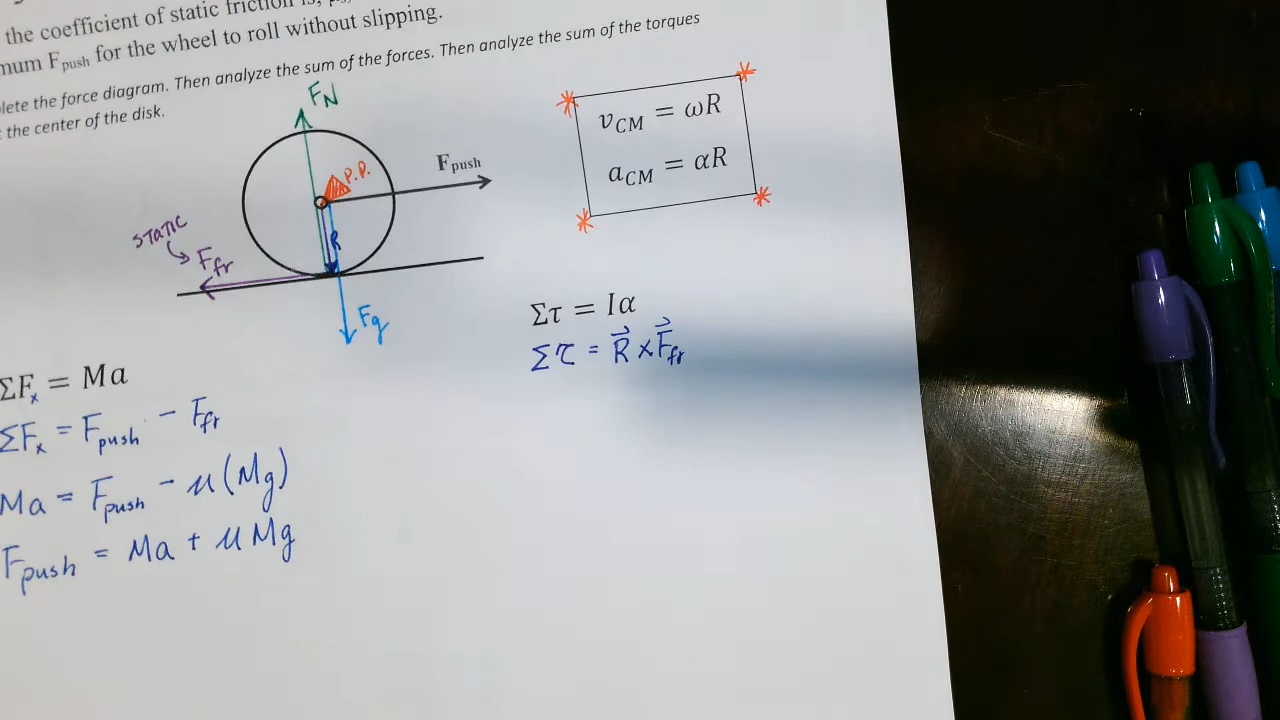 the coefficient of static friction is,
mum Fpush for the wheel to roll without slipping.
lete the force diagram. Then analyze the sum of the forces. Then analyze the sum of the torques
the center of the disk.
FN
P.P.
Fpush
R
STATIC
Ffr
Fg
vCM = ωR
aCM = αR
ΣFx = Ma
ΣFx = Fpush - Ffr
Ma = Fpush - μ(Mg)
Fpush = Ma + μMg
Στ = Iα
Στ = R⃗ × F⃗fr